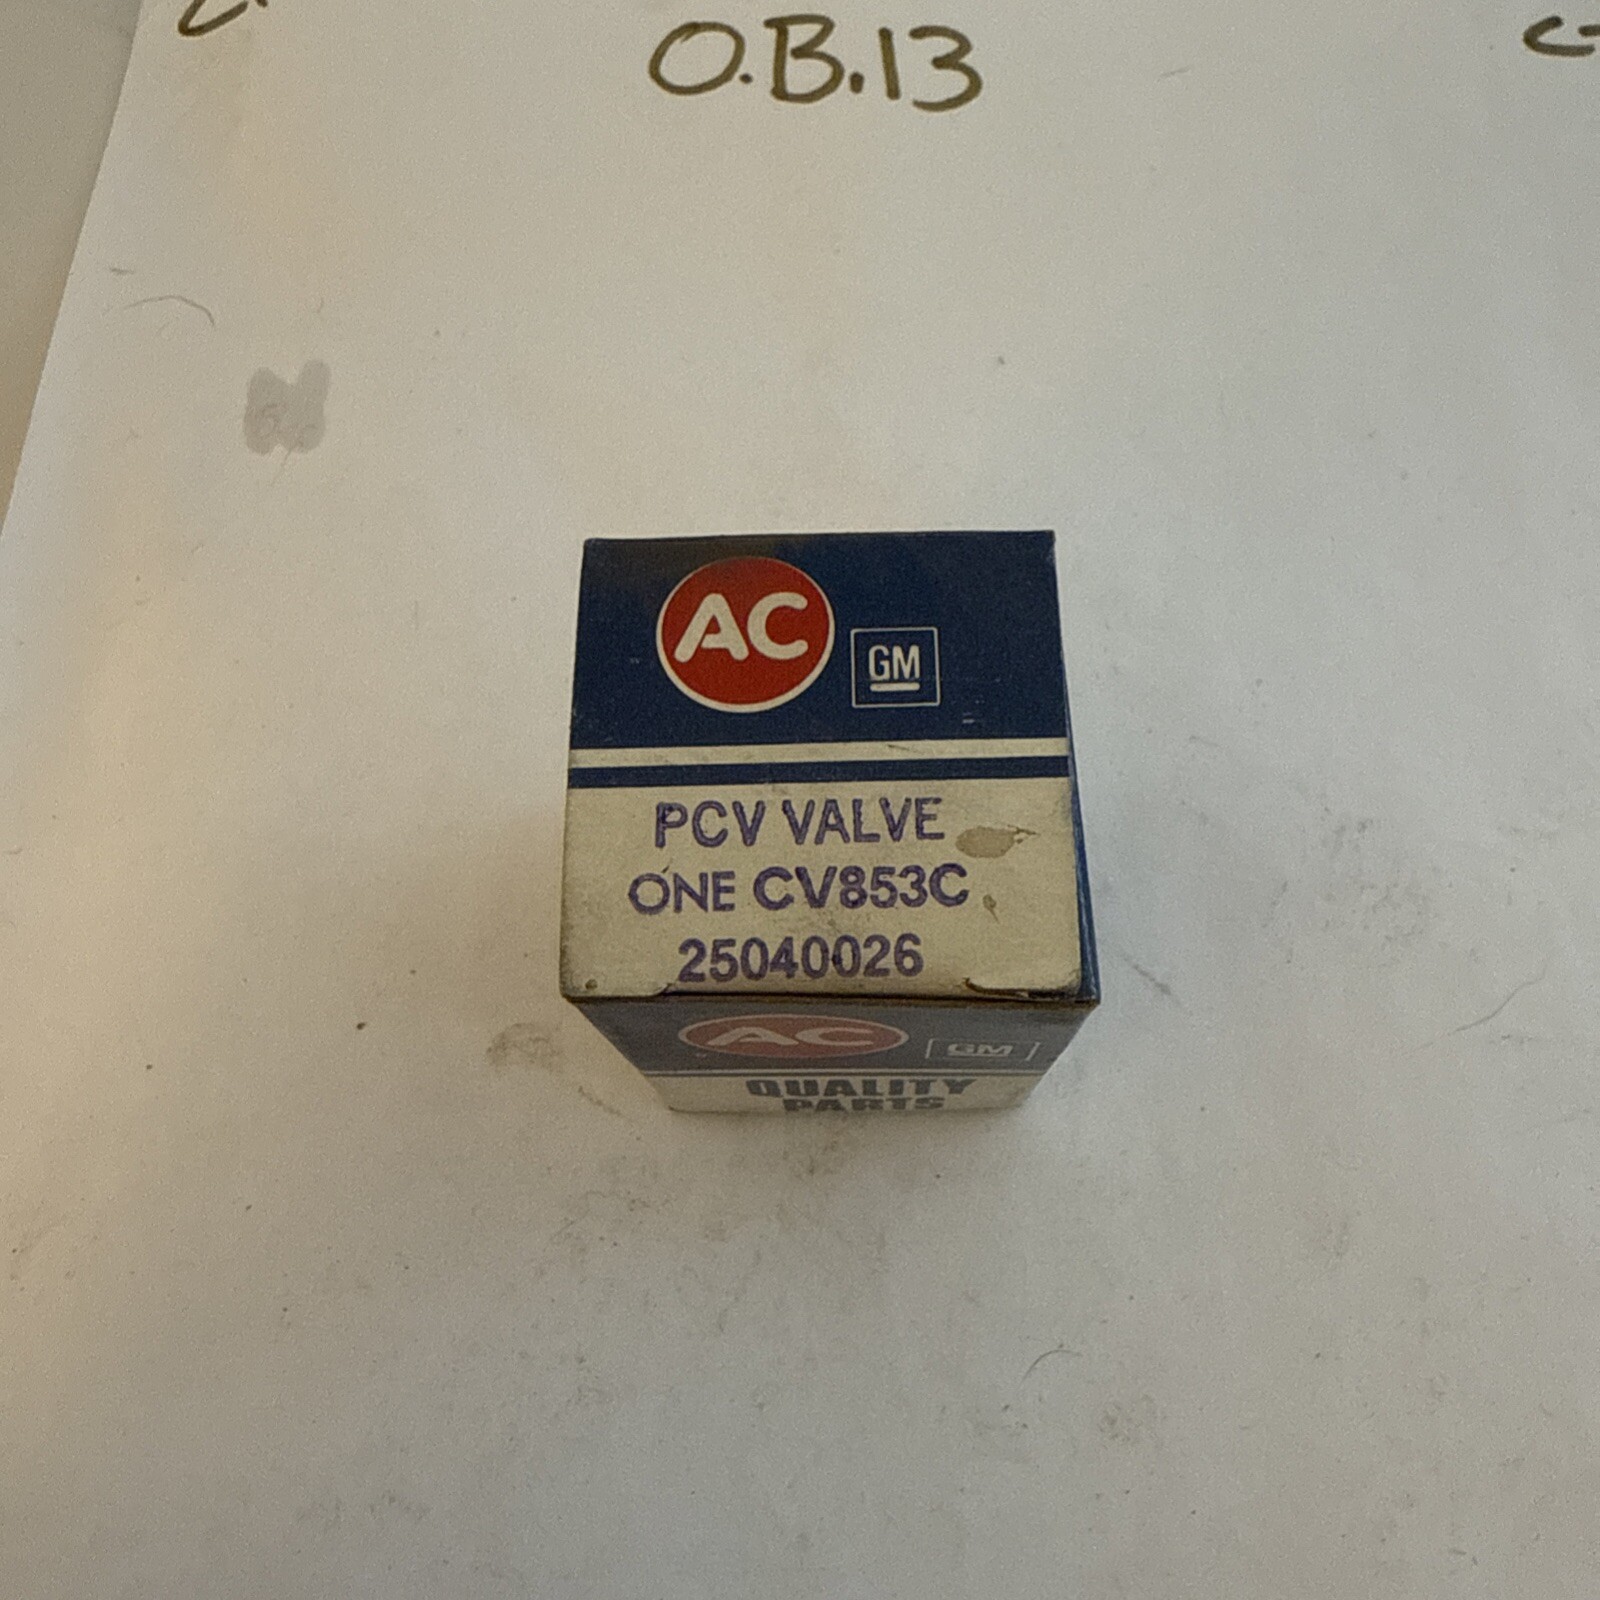 O.B.13
AC
GM
PCV VALVE
ONE CV853C
25040026
AC GM
QUALITY
PARTS